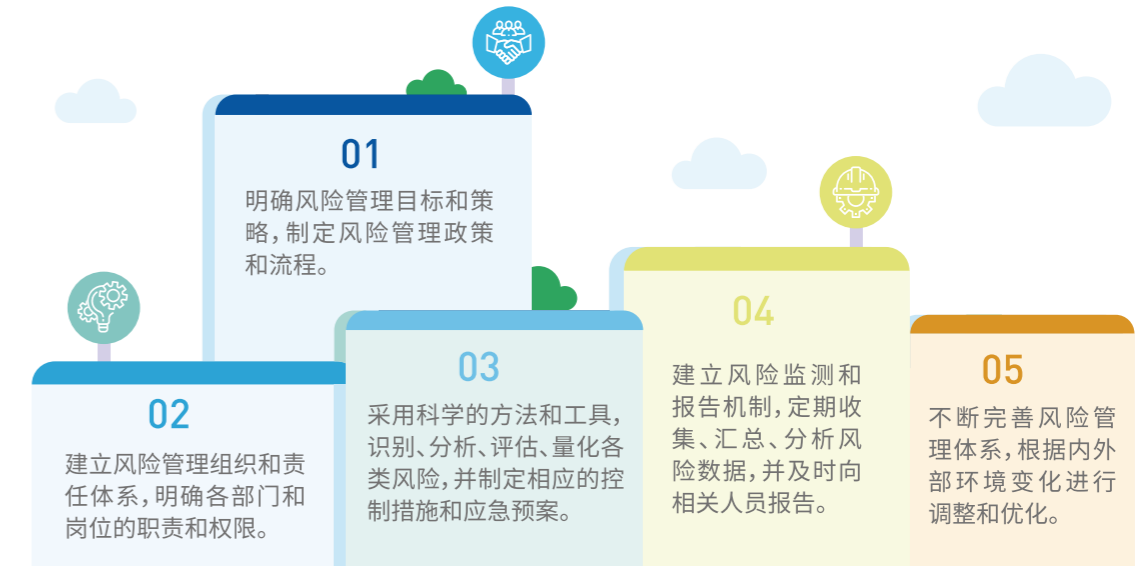 01
明确风险管理目标和策
略，制定风险管理政策
和流程。
02
建立风险管理组织和责
任体系，明确各部门和
岗位的职责和权限。
03
采用科学的方法和工具，
识别、分析、评估、量化各
类风险，并制定相应的控
制措施和应急预案。
04
建立风险监测和
报告机制，定期收
集、汇总、分析风
险数据，并及时向
相关人员报告。
05
不断完善风险管
理体系，根据内外
部环境变化进行
调整和优化。